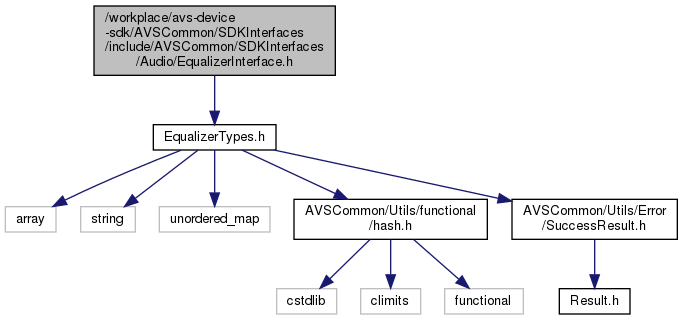 /workplace/avs-device
-sdk/AVSCommon/SDKInterfaces
/include/AVSCommon/SDKInterfaces
/Audio/EqualizerInterface.h
EqualizerTypes.h
array
string
unordered_map
AVSCommon/Utils/functional
/hash.h
AVSCommon/Utils/Error
/SuccessResult.h
cstdlib
climits
functional
Result.h